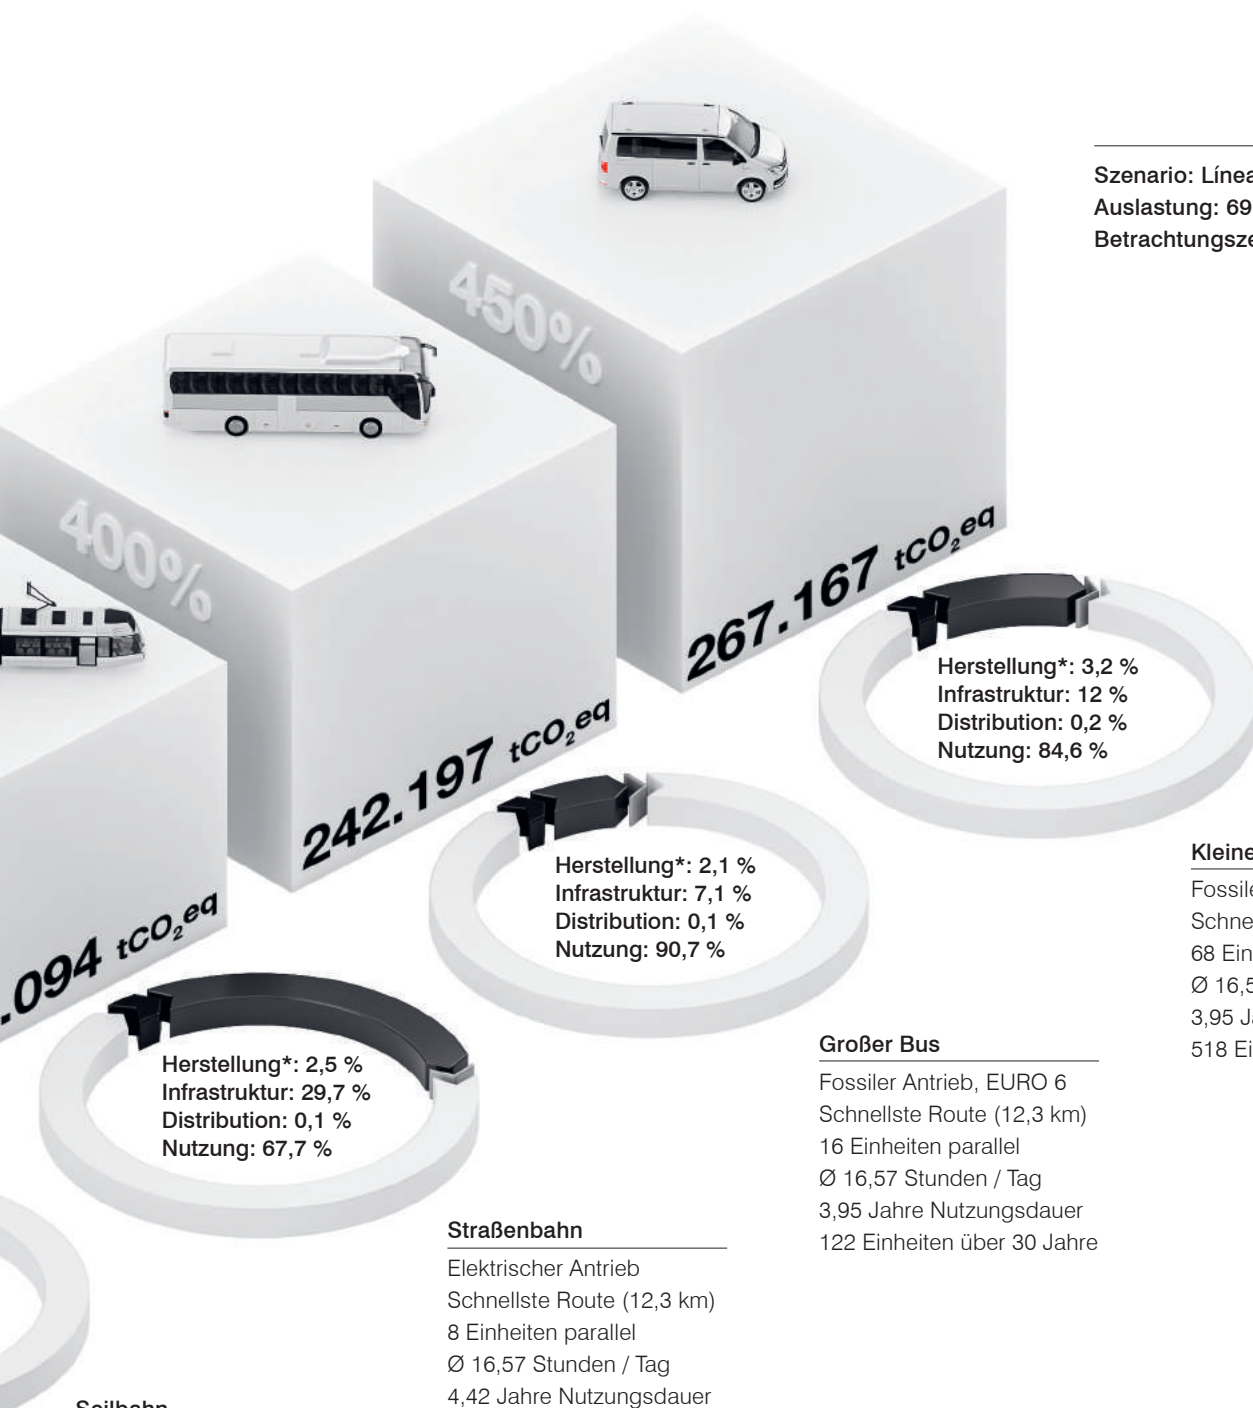 Szenario: Línea
Auslastung: 69
Betrachtungsze
450%
267.167 tCO₂eq
Herstellung*: 3,2 %
Infrastruktur: 12 %
Distribution: 0,2 %
Nutzung: 84,6 %
400%
242.197 tCO₂eq
Herstellung*: 2,1 %
Infrastruktur: 7,1 %
Distribution: 0,1 %
Nutzung: 90,7 %
.094 tCO₂eq
Herstellung*: 2,5 %
Infrastruktur: 29,7 %
Distribution: 0,1 %
Nutzung: 67,7 %
Kleine
Fossile
Schne
68 Ein
Ø 16,5
3,95 Ja
518 Ei
Großer Bus
Fossiler Antrieb, EURO 6
Schnellste Route (12,3 km)
16 Einheiten parallel
Ø 16,57 Stunden / Tag
3,95 Jahre Nutzungsdauer
122 Einheiten über 30 Jahre
Straßenbahn
Elektrischer Antrieb
Schnellste Route (12,3 km)
8 Einheiten parallel
Ø 16,57 Stunden / Tag
4,42 Jahre Nutzungsdauer
Seilbahn